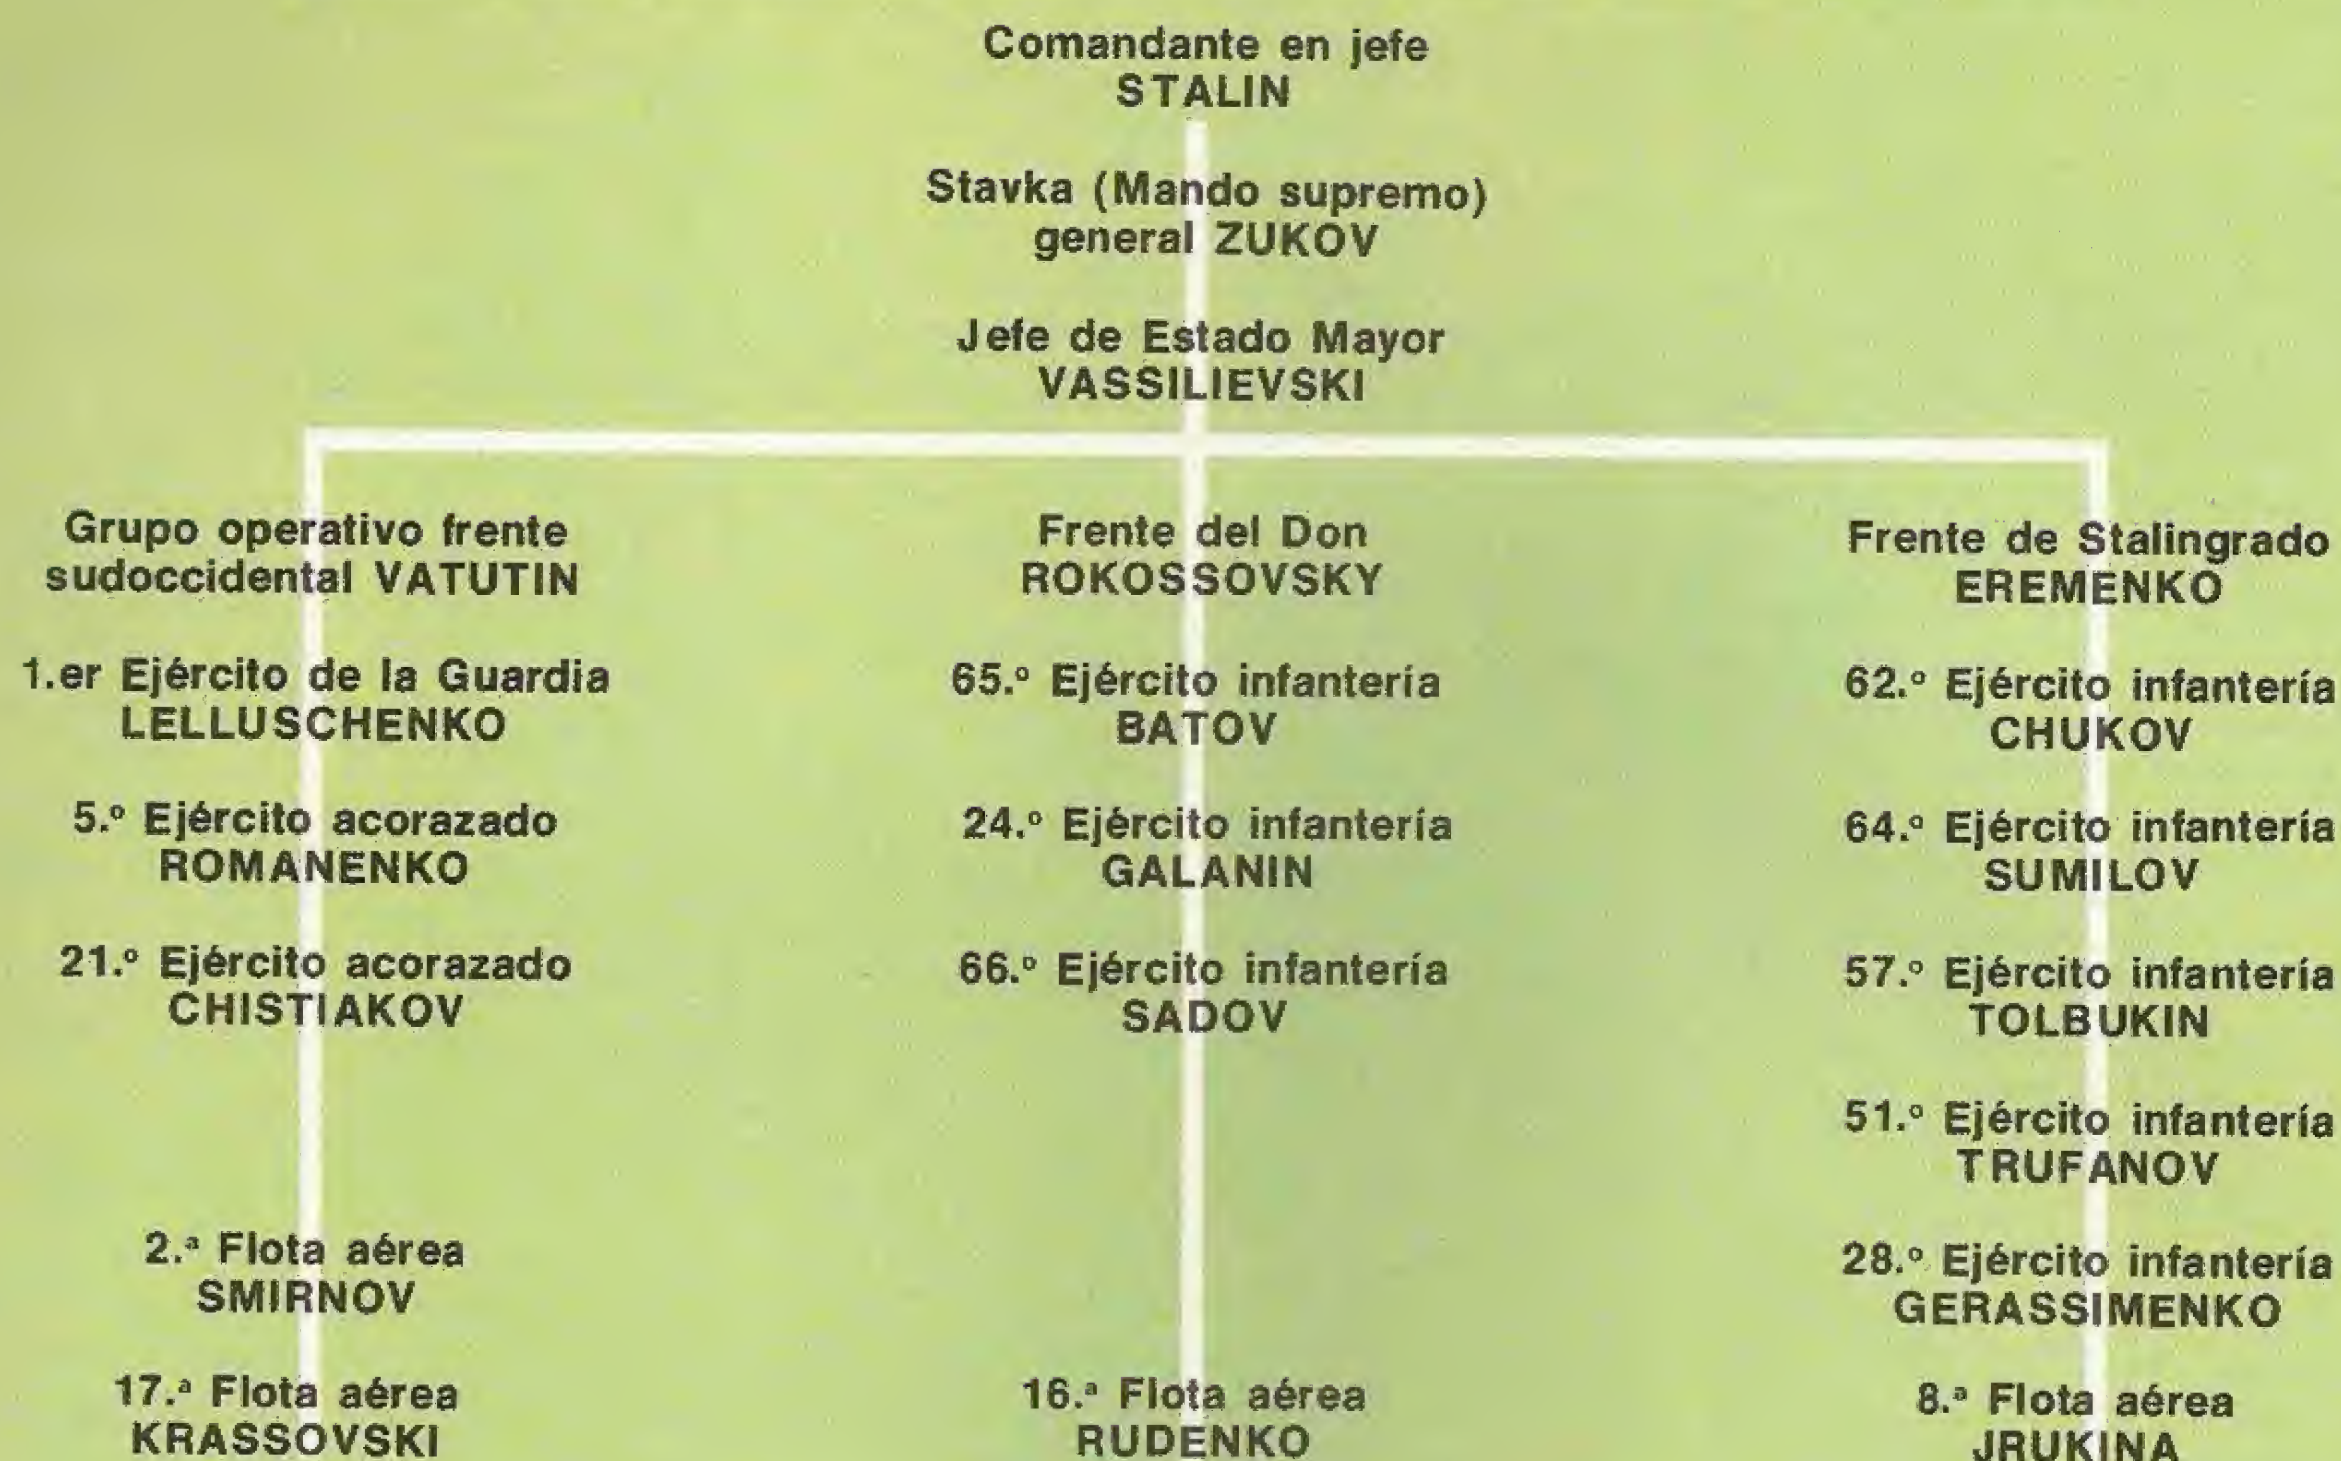 Comandante en jefe
STALIN
Stavka (Mando supremo)
general ZUKOV
Jefe de Estado Mayor
VASSILIEVSKI
Grupo operativo frente
sudoccidental VATUTIN
1.er Ejército de la Guardia
LELLUSCHENKO
5.º Ejército acorazado
ROMANENKO
21.º Ejército acorazado
CHISTIAKOV
2.ª Flota aérea
SMIRNOV
17.ª Flota aérea
KRASSOVSKI
Frente del Don
ROKOSSOVSKY
65.º Ejército infantería
BATOV
24.º Ejército infantería
GALANIN
66.º Ejército infantería
SADOV
16.ª Flota aérea
RUDENKO
Frente de Stalingrado
EREMENKO
62.º Ejército infantería
CHUKOV
64.º Ejército infantería
SUMILOV
57.º Ejército infantería
TOLBUKIN
51.º Ejército infantería
TRUFANOV
28.º Ejército infantería
GERASSIMENKO
8.ª Flota aérea
JRUKINA